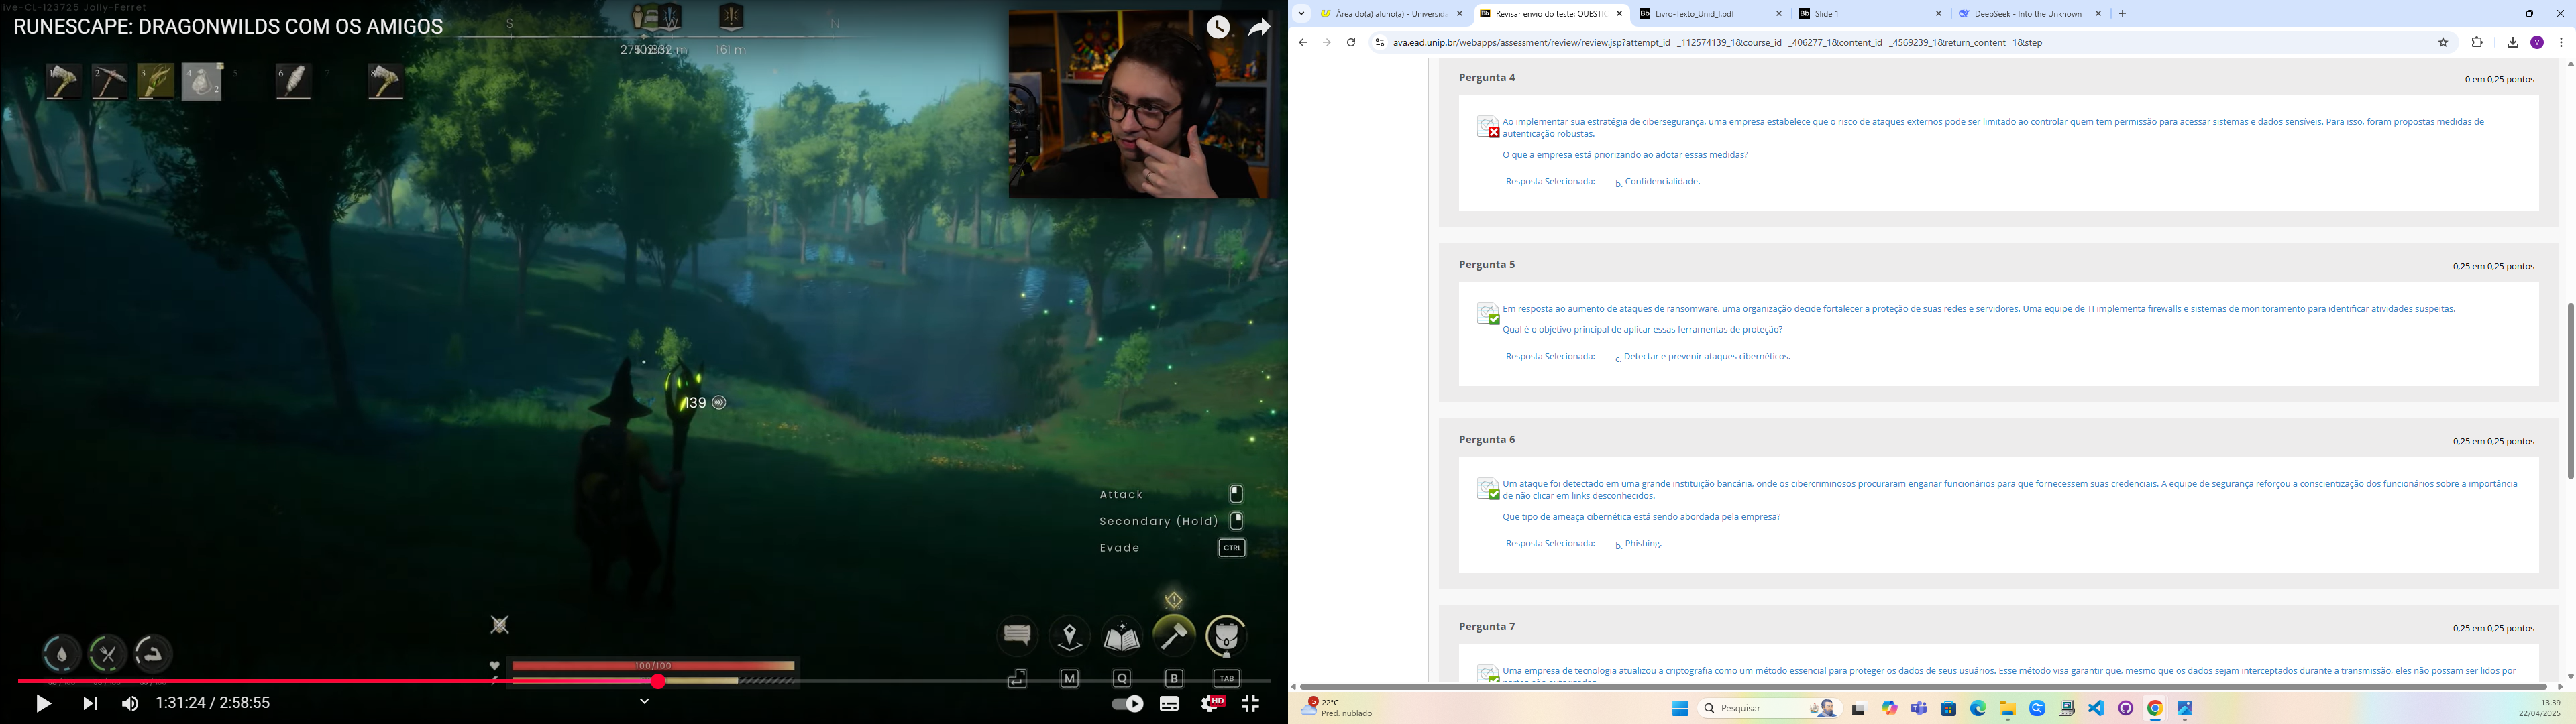 live-CL-123725 Jolly-Ferret
RUNESCAPE: DRAGONWILDS COM OS AMIGOS
S
W
N
161 m
1
2
3
4
2
5
6
7
8
139
Attack
Secondary (Hold)
Evade
CTRL
100/100
M
Q
B
TAB
1:31:24 / 2:58:55
HD
Área do(a) aluno(a) - Universid
Revisar envio do teste: QUESTIO
Livro-Texto_Unid_I.pdf
Slide 1
DeepSeek - Into the Unknown
ava.ead.unip.br/webapps/assessment/review/review.jsp?attempt_id=_112574139_1&course_id=_406277_1&content_id=_4569239_1&return_content=1&step=
V
Pergunta 4
0 em 0,25 pontos
Ao implementar sua estratégia de cibersegurança, uma empresa estabelece que o risco de ataques externos pode ser limitado ao controlar quem tem permissão para acessar sistemas e dados sensíveis. Para isso, foram propostas medidas de
autenticação robustas.
O que a empresa está priorizando ao adotar essas medidas?
Resposta Selecionada: b. Confidencialidade.
Pergunta 5
0,25 em 0,25 pontos
Em resposta ao aumento de ataques de ransomware, uma organização decide fortalecer a proteção de suas redes e servidores. Uma equipe de TI implementa firewalls e sistemas de monitoramento para identificar atividades suspeitas.
Qual é o objetivo principal de aplicar essas ferramentas de proteção?
Resposta Selecionada: c. Detectar e prevenir ataques cibernéticos.
Pergunta 6
0,25 em 0,25 pontos
Um ataque foi detectado em uma grande instituição bancária, onde os cibercriminosos procuraram enganar funcionários para que fornecessem suas credenciais. A equipe de segurança reforçou a conscientização dos funcionários sobre a importância
de não clicar em links desconhecidos.
Que tipo de ameaça cibernética está sendo abordada pela empresa?
Resposta Selecionada: b. Phishing.
Pergunta 7
0,25 em 0,25 pontos
Uma empresa de tecnologia atualizou a criptografia como um método essencial para proteger os dados de seus usuários. Esse método visa garantir que, mesmo que os dados sejam interceptados durante a transmissão, eles não possam ser lidos por
5
22°C
Pred. nublado
Pesquisar
13:39
22/04/2025